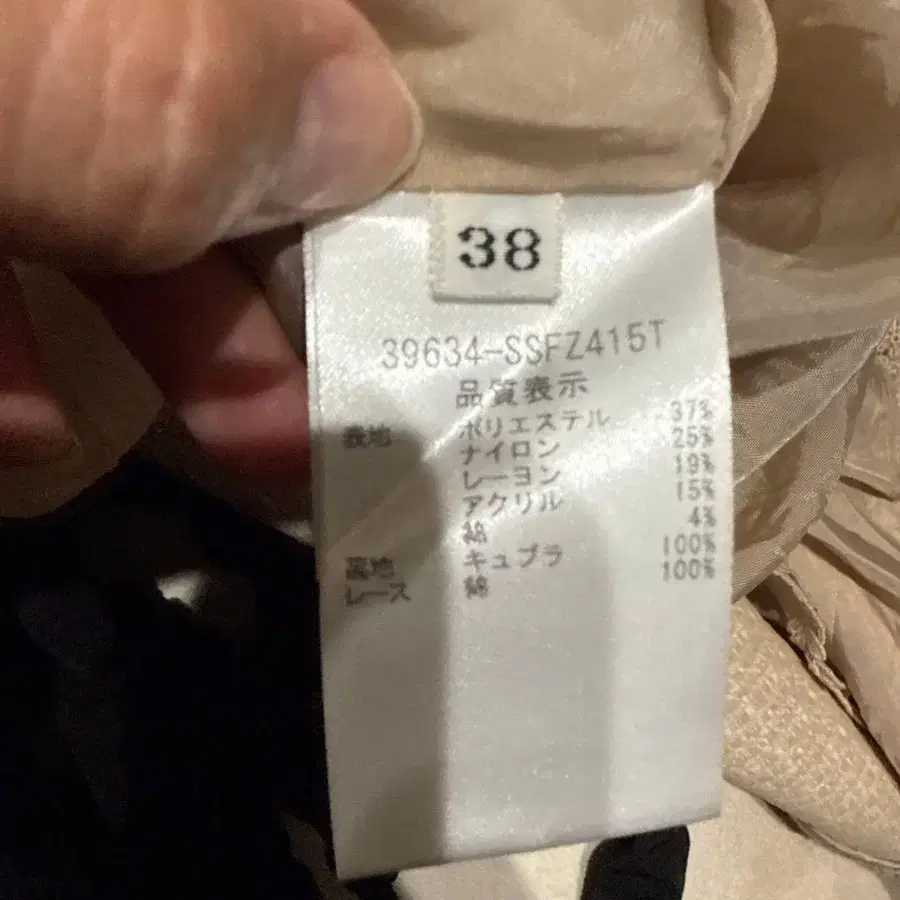 38
39634-SSFZ415T
品質表示
表地 ポリエステル 37%
ナイロン 25%
レーヨン 19%
アクリル 15%
綿 4%
裏地 キュプラ 100%
レース 綿 100%